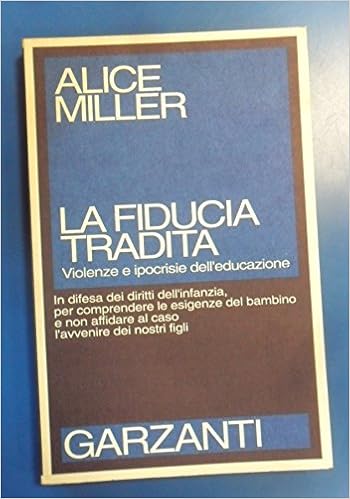 ALICE
MILLER
LA FIDUCIA
TRADITA
Violenze e ipocrisie dell'educazione
In difesa dei diritti dell'infanzia,
per comprendere le esigenze del bambino
e non affidare al caso
l'avvenire dei nostri figli
GARZANTI